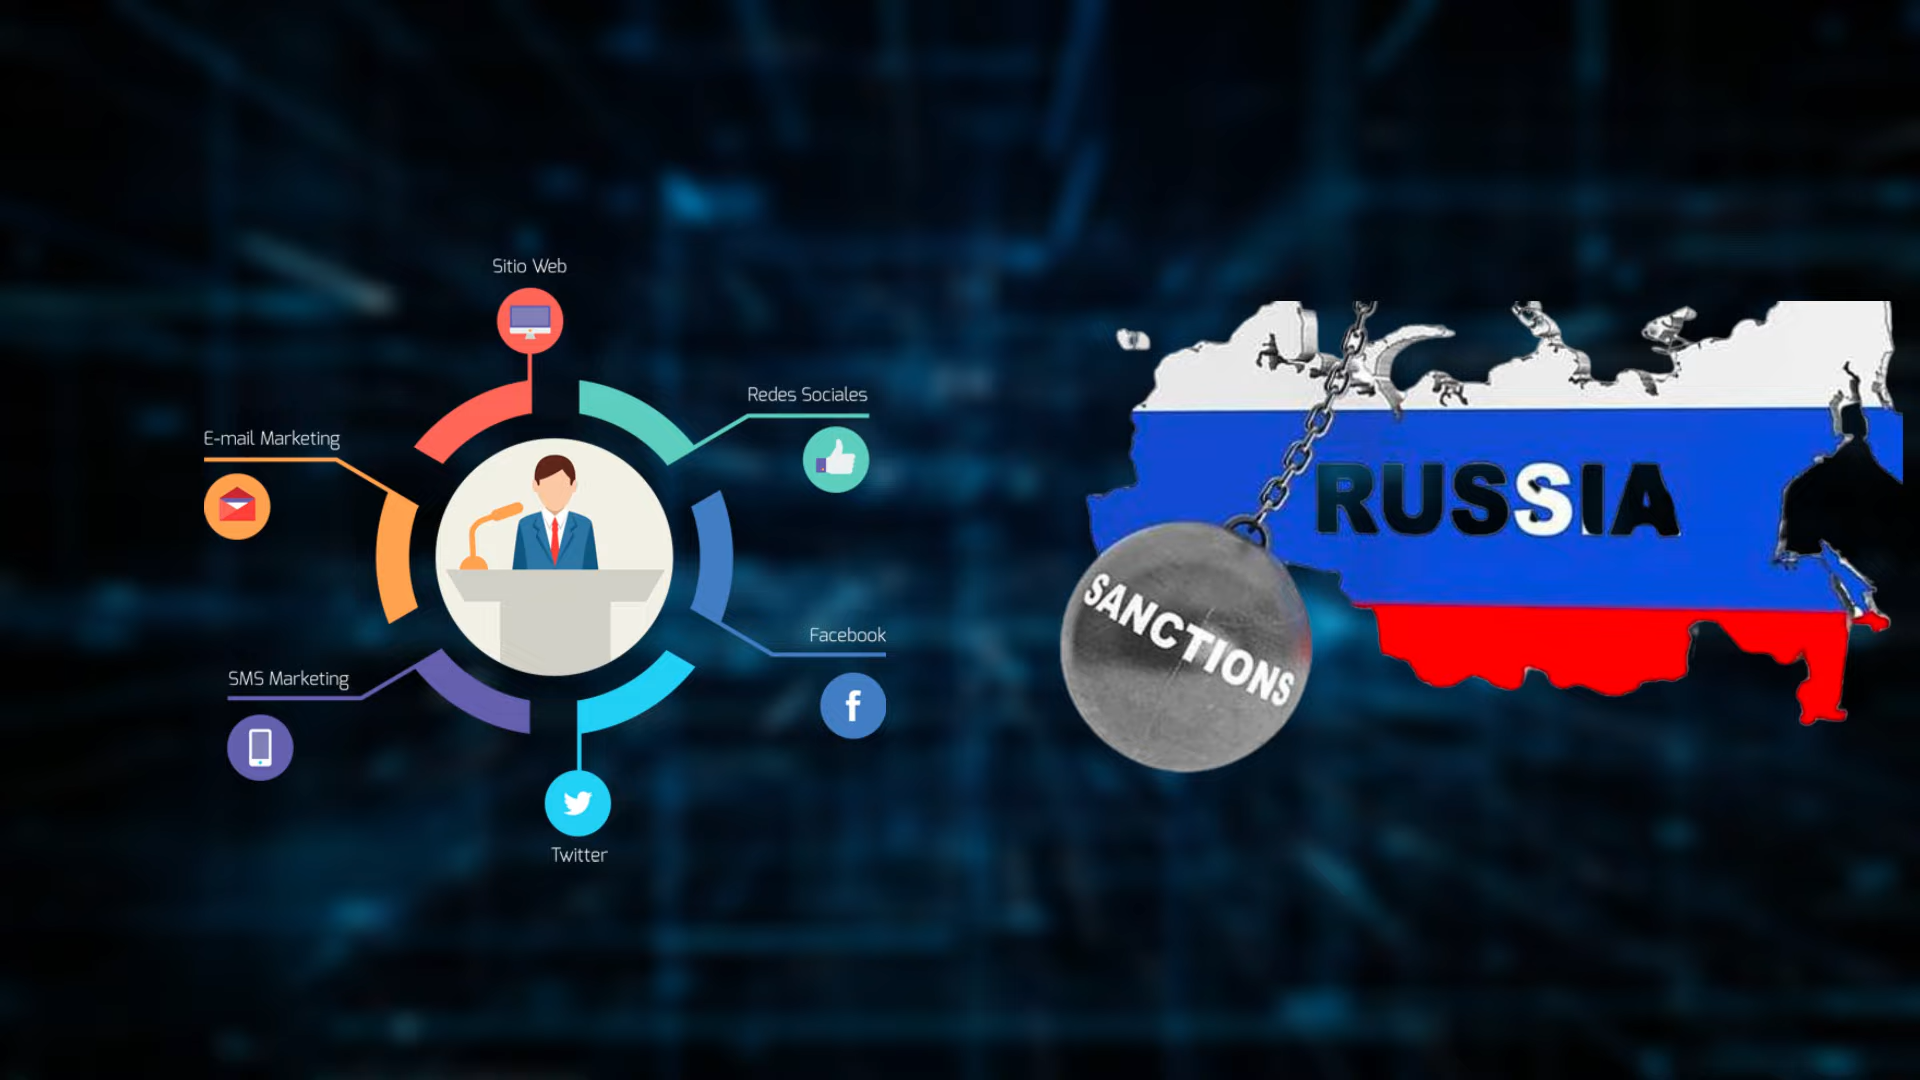 Sitio Web
Redes Sociales
E-mail Marketing
Facebook
f
SMS Marketing
Twitter
RUSSIA
SANCTIONS